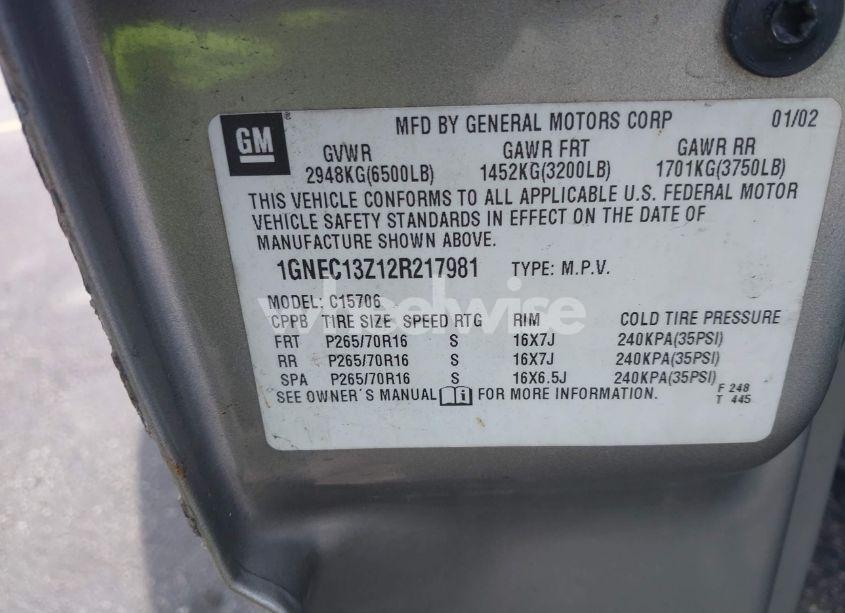 GM ® MFD BY GENERAL MOTORS CORP 01/02
GVWR GAWR FRT GAWR RR
2948KG(6500LB) 1452KG(3200LB) 1701KG(3750LB)
THIS VEHICLE CONFORMS TO ALL APPLICABLE U.S. FEDERAL MOTOR
VEHICLE SAFETY STANDARDS IN EFFECT ON THE DATE OF
MANUFACTURE SHOWN ABOVE.
1GNEC13Z12R217981 TYPE: M.P.V.
MODEL: C15706
wheelwise
CPPB TIRE SIZE SPEED RTG RIM COLD TIRE PRESSURE
FRT P265/70R16 S 16X7J 240KPA(35PSI)
RR P265/70R16 S 16X7J 240KPA(35PSI)
SPA P265/70R16 S 16X6.5J 240KPA(35PSI)
SEE OWNER'S MANUAL FOR MORE INFORMATION.
F 248
T 445